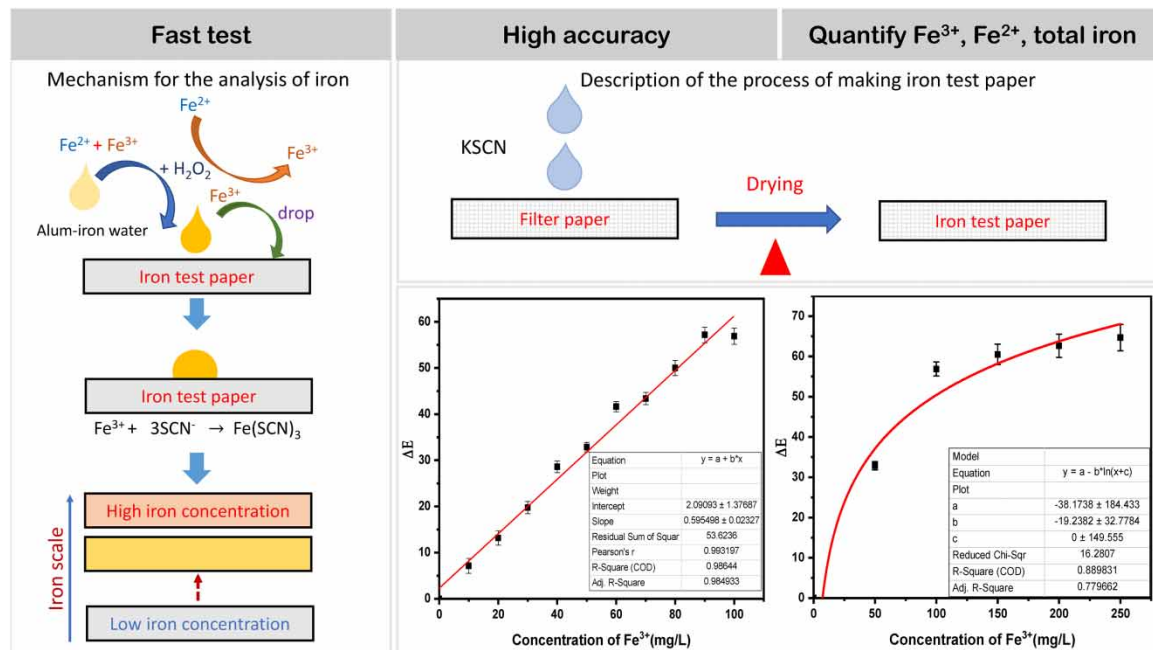 Fast test
Mechanism for the analysis of iron
Fe²⁺
Fe²⁺ + Fe³⁺
Fe³⁺
+ H₂O₂
Fe³⁺
drop
Alum-iron water
Iron test paper
Iron test paper
Fe³⁺ + 3SCN⁻ → Fe(SCN)₃
Iron scale
High iron concentration
Low iron concentration
High accuracy
Quantify Fe³⁺, Fe²⁺, total iron
Description of the process of making iron test paper
KSCN
Drying
Filter paper
Iron test paper
ΔE
60
50
40
30
20
10
0
Equation y = a + b*x
Plot
Weight
Intercept 2.09093 ± 1.37687
Slope 0.595498 ± 0.02327
Residual Sum of Squar 53.6236
Pearson's r 0.993197
R-Square (COD) 0.98644
Adj. R-Square 0.984933
0 20 40 60 80 100
Concentration of Fe³⁺(mg/L)
ΔE
70
60
50
40
30
20
10
0
Model
Equation y = a - b*ln(x+c)
Plot
a -38.1738 ± 184.433
b -19.2382 ± 32.7784
c 0 ± 149.555
Reduced Chi-Sqr 16.2807
R-Square (COD) 0.889831
Adj. R-Square 0.779662
0 50 100 150 200 250
Concentration of Fe³⁺(mg/L)